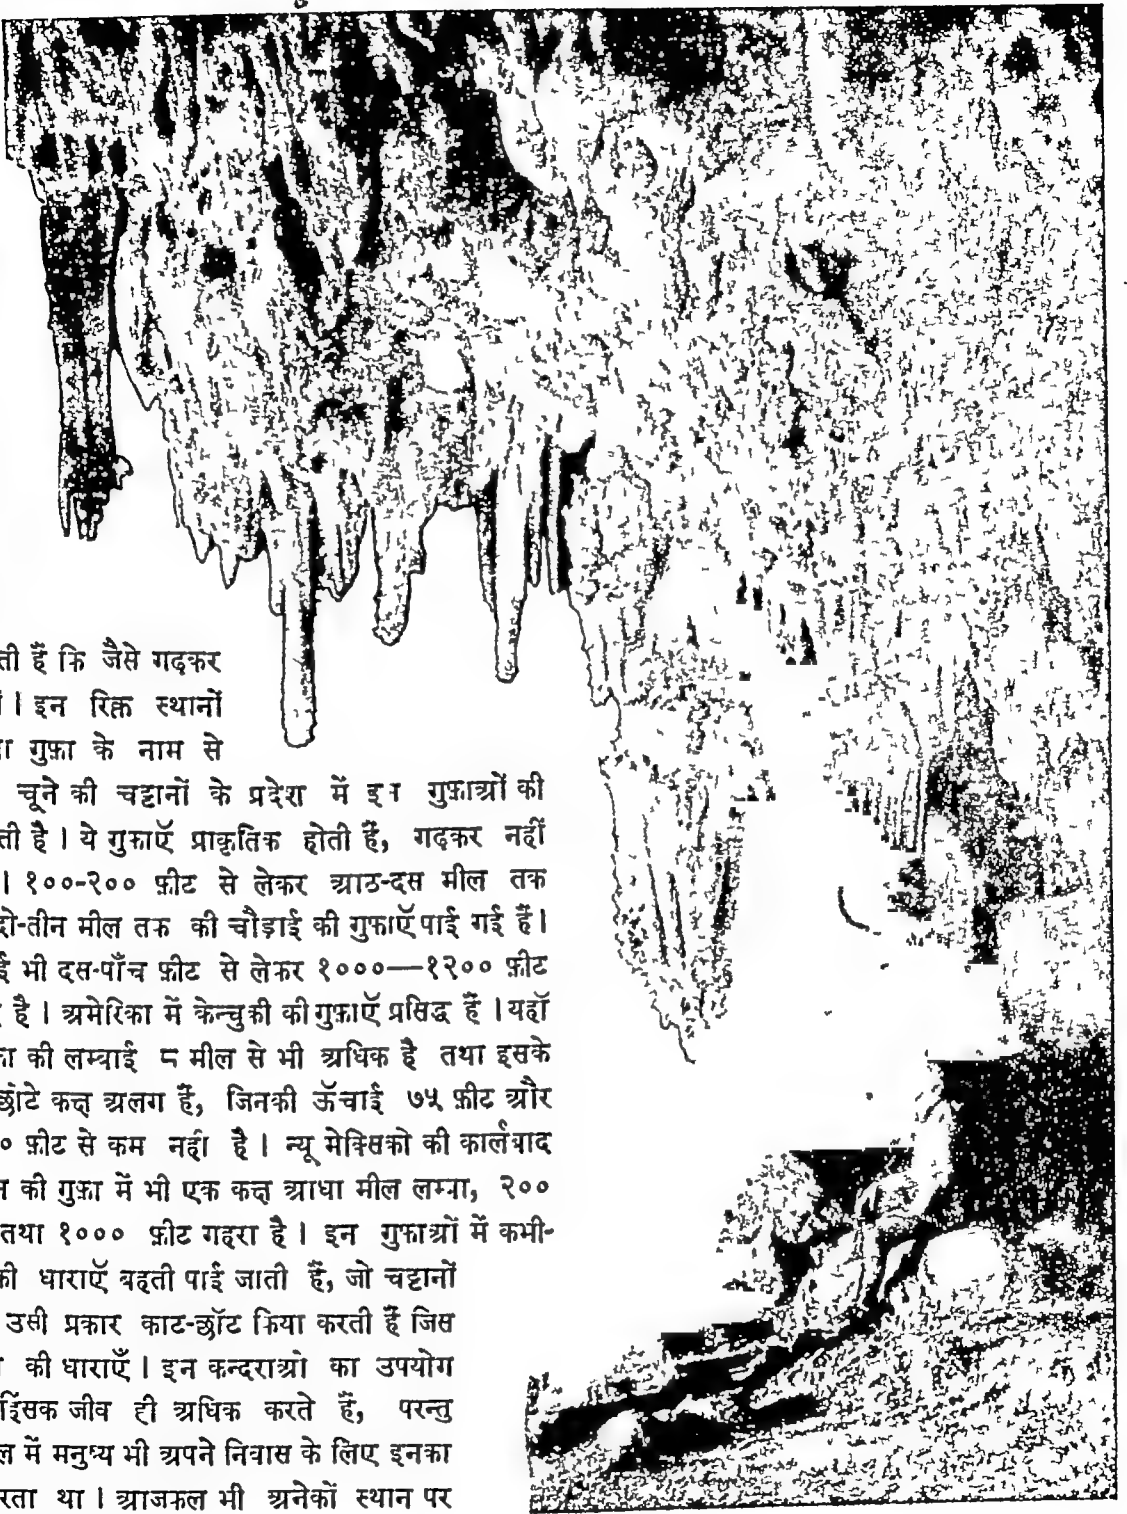 ती हैं कि जैसे गढ़कर
। इन रिक्त स्थानों
गुफ़ा के नाम से
चूने की चट्टानों के प्रदेश में गुफ़ाओं की
ती है । ये गुफाएँ प्राकृतिक होती हैं, गढ़कर नहीं
। १००-२०० फ़ीट से लेकर आठ-दस मील तक
दो-तीन मील तक की चौड़ाई की गुफाएँ पाई गई हैं।
ई भी दस-पाँच फ़ीट से लेकर १०००—१२०० फ़ीट
है । अमेरिका में केन्चुकी की गुफ़ाएँ प्रसिद्ध हैं । यहाँ
की लम्बाई ८ मील से भी अधिक है तथा इसके
छोटे कक्ष अलग हैं, जिनकी ऊँचाई ७५ फ़ीट और
० फ़ीट से कम नहीं है । न्यू मेक्सिको की कार्लबाद
की गुफ़ा में भी एक कक्ष आधा मील लम्बा, २००
तथा १००० फ़ीट गहरा है । इन गुफाओं में कभी-
की धाराएँ बहती पाई जाती हैं, जो चट्टानों
उसी प्रकार काट-छाँट किया करती हैं जिस
की धाराएँ । इन कन्दराओं का उपयोग
हिंसक जीव ही अधिक करते हैं, परन्तु
ल में मनुष्य भी अपने निवास के लिए इनका
रता था । आजकल भी अनेकों स्थान पर